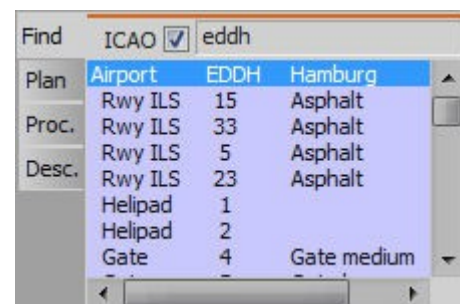 Find
ICAO eddh
Plan
Proc.
Desc.
Airport EDDH Hamburg
Rwy ILS 15 Asphalt
Rwy ILS 33 Asphalt
Rwy ILS 5 Asphalt
Rwy ILS 23 Asphalt
Helipad 1
Helipad 2
Gate 4 Gate medium